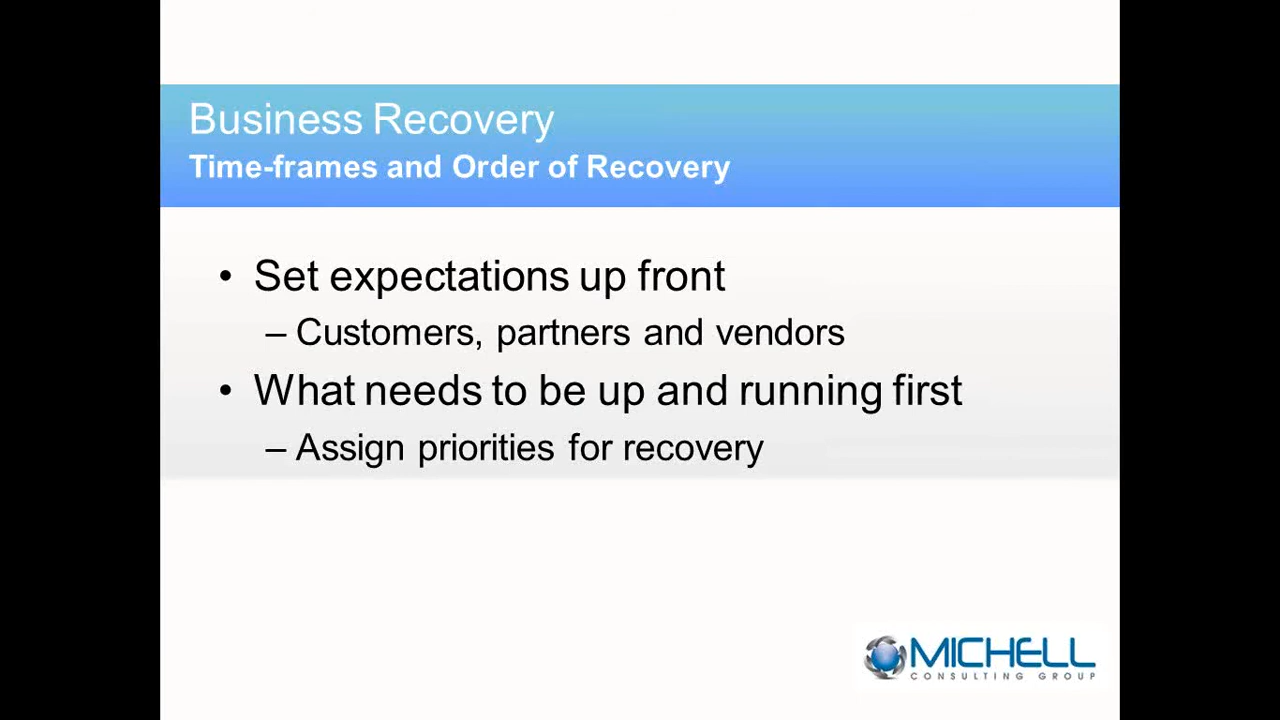 Business Recovery
Time-frames and Order of Recovery
• Set expectations up front
– Customers, partners and vendors
• What needs to be up and running first
– Assign priorities for recovery
MICHELL
CONSULTING GROUP